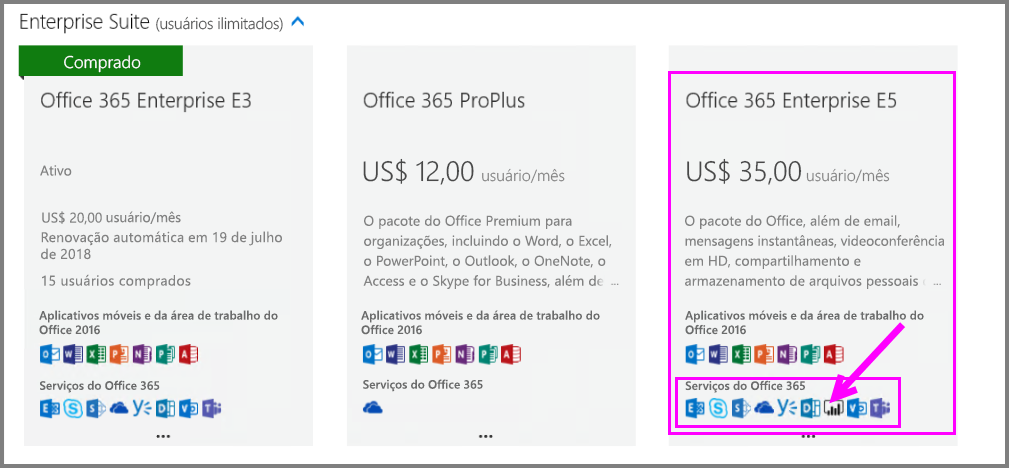 Enterprise Suite (usuários ilimitados)
Comprado
Office 365 Enterprise E3
Ativo
US$ 20,00 usuário/mês
Renovação automática em 19 de julho
de 2018
15 usuários comprados
Aplicativos móveis e da área de trabalho do
Office 2016
Serviços do Office 365
...
Office 365 ProPlus
US$ 12,00 usuário/mês
O pacote do Office Premium para
organizações, incluindo o Word, o Excel,
o PowerPoint, o Outlook, o OneNote, o
Access e o Skype for Business, além de ...
Aplicativos móveis e da área de trabalho do
Office 2016
Serviços do Office 365
...
Office 365 Enterprise E5
US$ 35,00 usuário/mês
O pacote do Office, além de email,
mensagens instantâneas, videoconferência
em HD, compartilhamento e
armazenamento de arquivos pessoais ...
Aplicativos móveis e da área de trabalho do
Office 2016
Serviços do Office 365
...